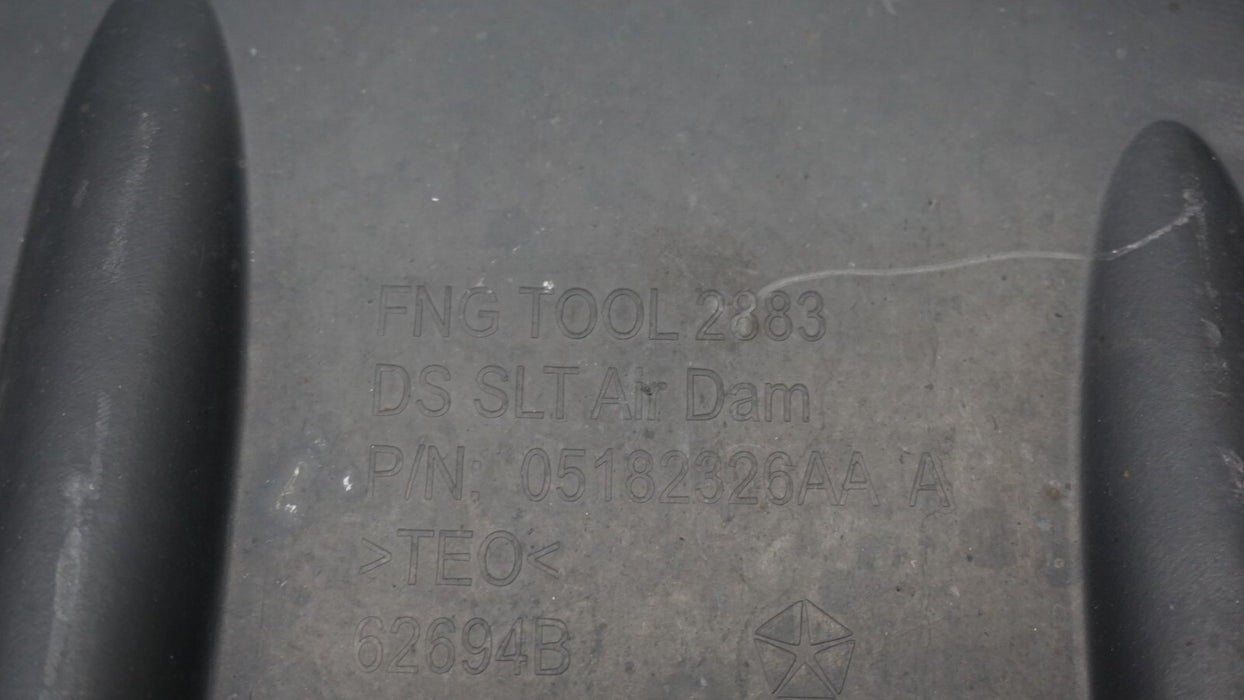 FNG TOOL 2883
DS SLT Air Dam
P/N: 05182326AA A
>TEO<
62694B